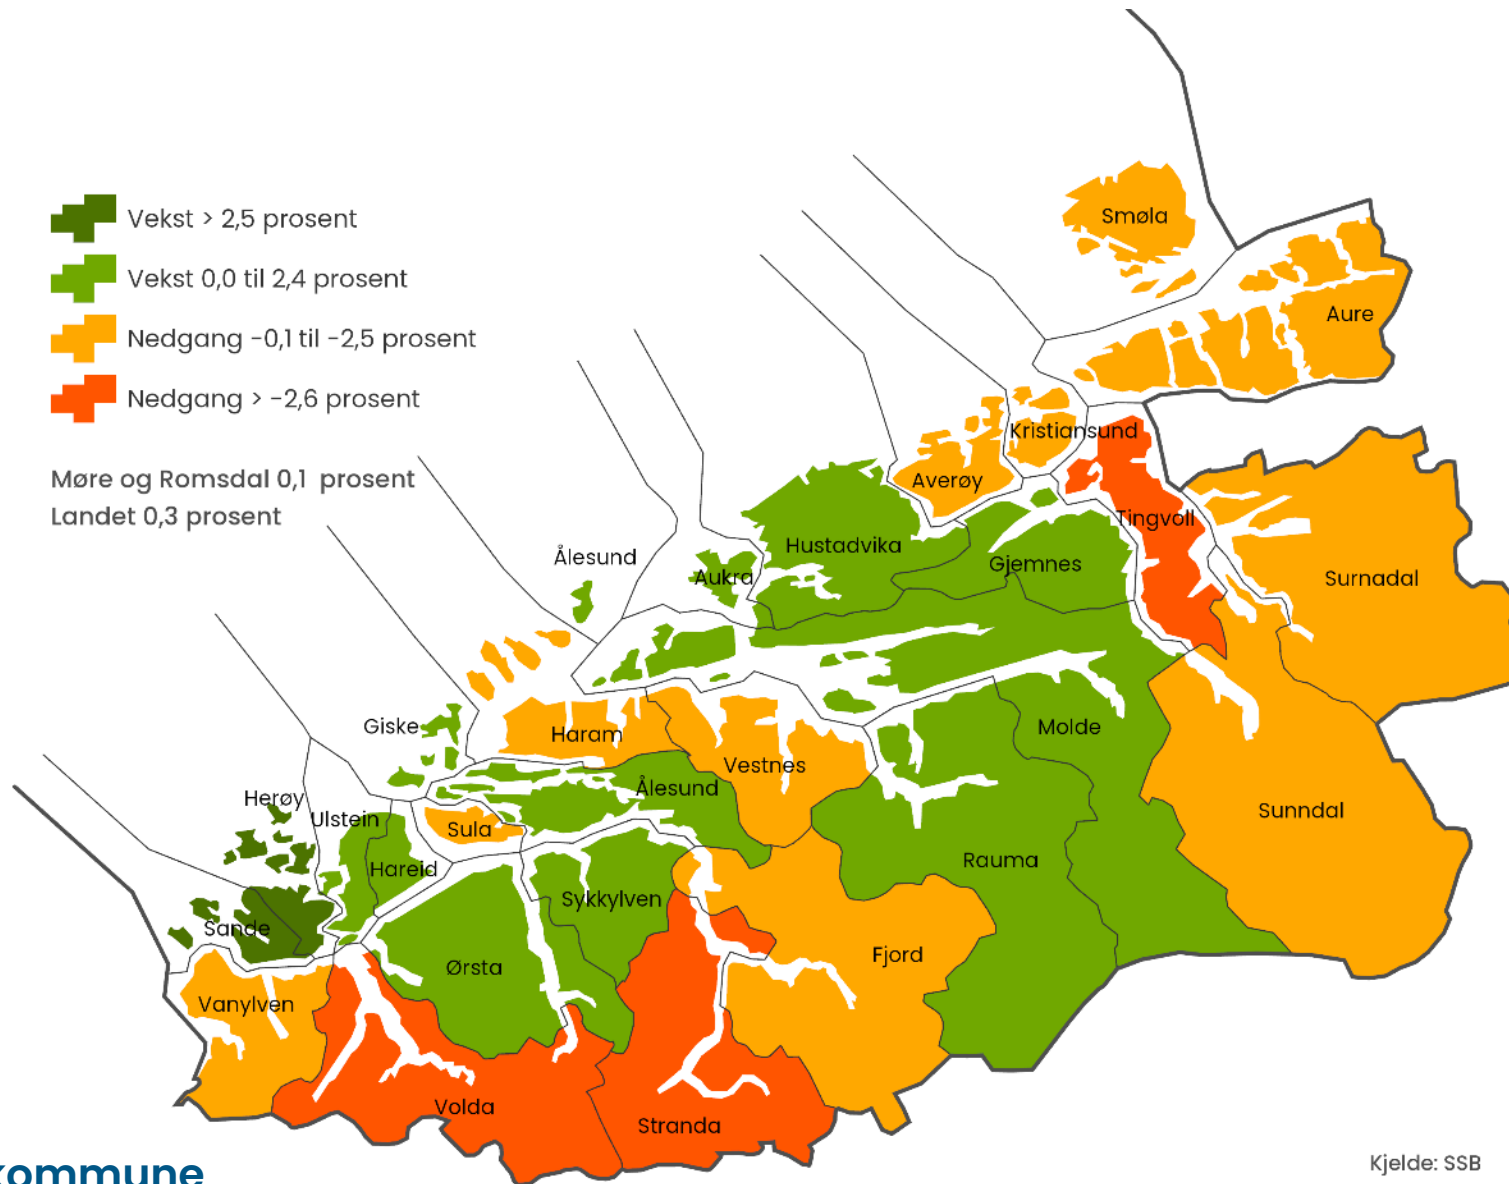 Vekst > 2,5 prosent
Vekst 0,0 til 2,4 prosent
Nedgang -0,1 til -2,5 prosent
Nedgang > -2,6 prosent
Møre og Romsdal 0,1 prosent
Landet 0,3 prosent
Smøla
Aure
Kristiansund
Averøy
Tingvoll
Hustadvika
Gjemnes
Surnadal
Ålesund
Aukra
Giske
Haram
Vestnes
Molde
Ålesund
Herøy
Ulstein
Sula
Sunndal
Hareid
Rauma
Sykkylven
Sande
Ørsta
Fjord
Vanylven
Volda
Stranda
kommune
Kjelde: SSB